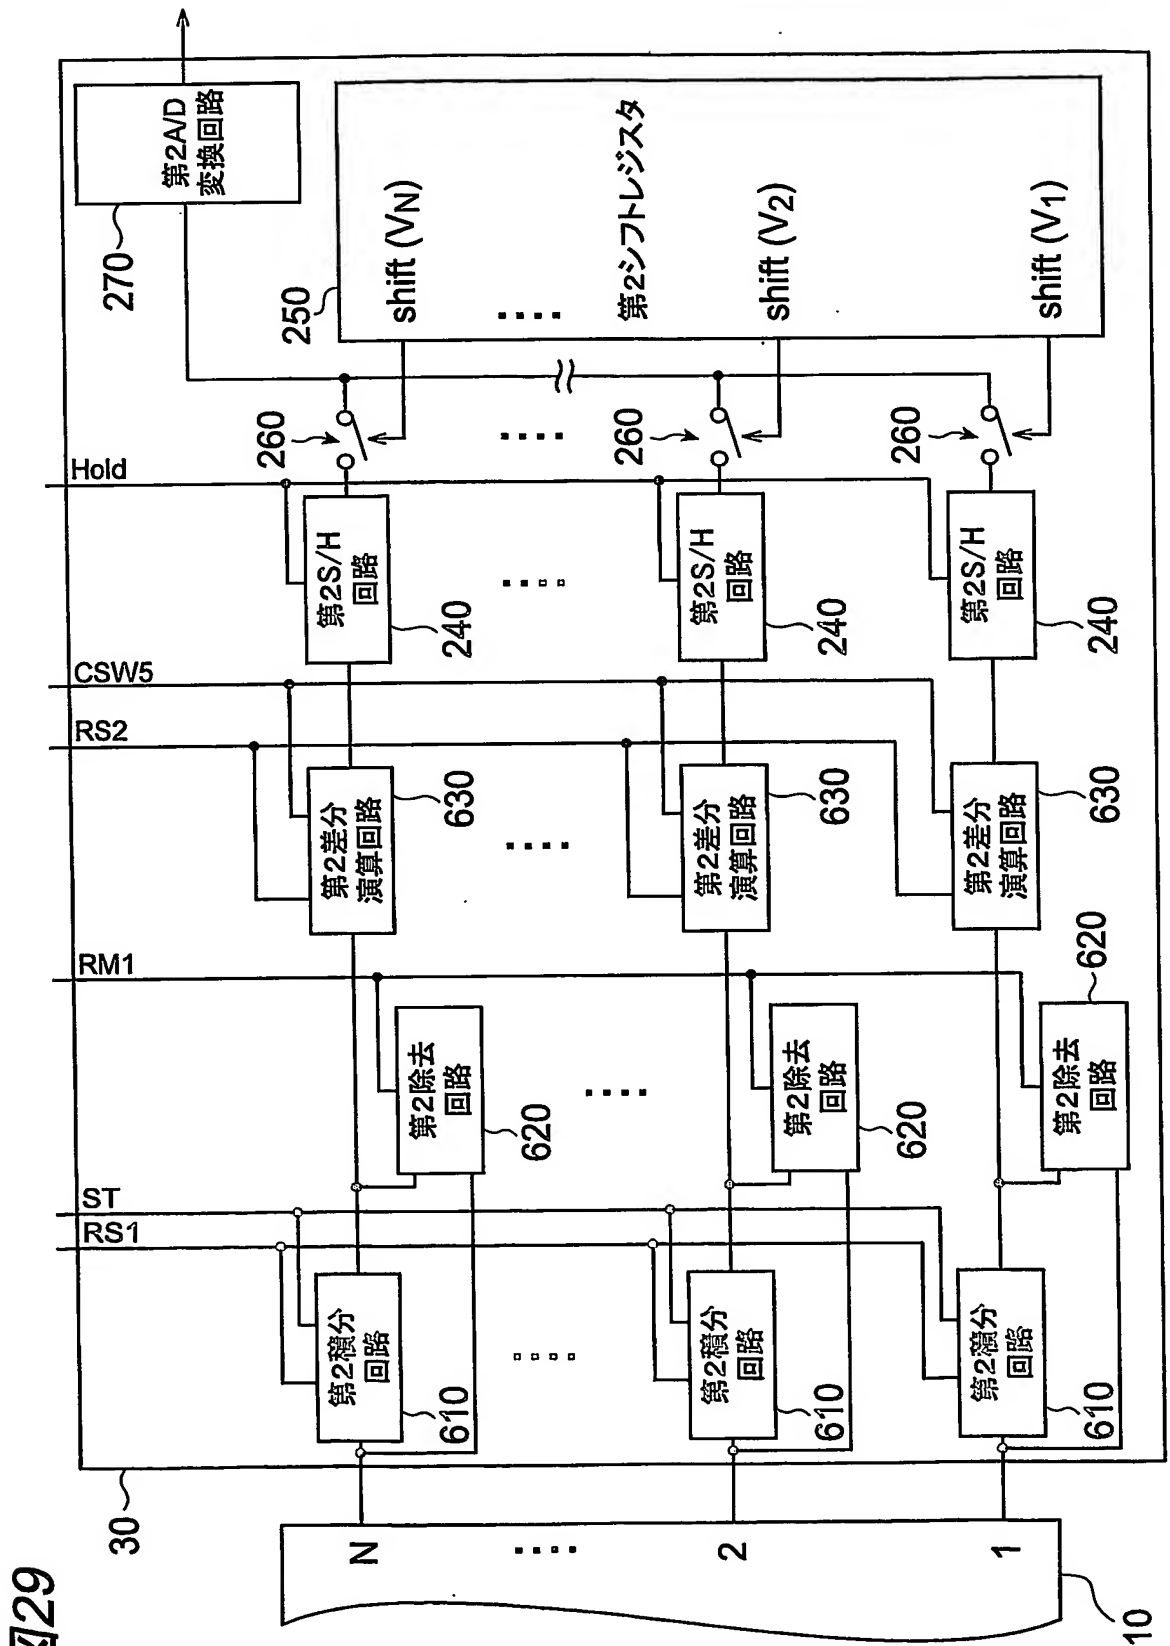 図29
30
10
N
2
1
第2積分
回路
610
第2積分
回路
610
第2積分
回路
610
RS1
ST
第2除去
回路
620
第2除去
回路
620
第2除去
回路
620
RM1
第2差分
演算回路
630
第2差分
演算回路
630
第2差分
演算回路
630
RS2
CSW5
第2S/H
回路
240
第2S/H
回路
240
第2S/H
回路
240
Hold
260
260
260
250
第2シフトレジスタ
shift (VN)
shift (V2)
shift (V1)
270
第2A/D
変換回路